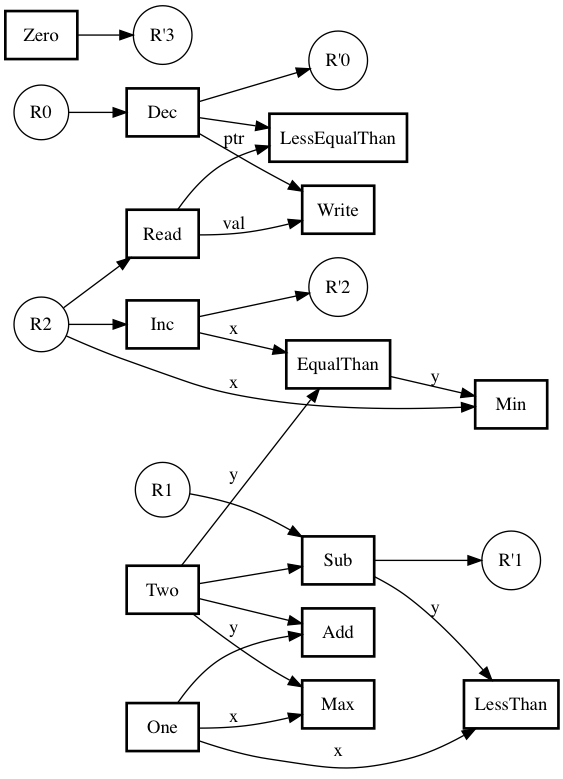 Zero
R'3
R'0
R0
Dec
LessEqualThan
ptr
Write
Read
val
R2
Inc
R'2
x
EqualThan
y
x
Min
y
R1
Sub
R'1
Two
y
Add
y
One
x
Max
LessThan
x